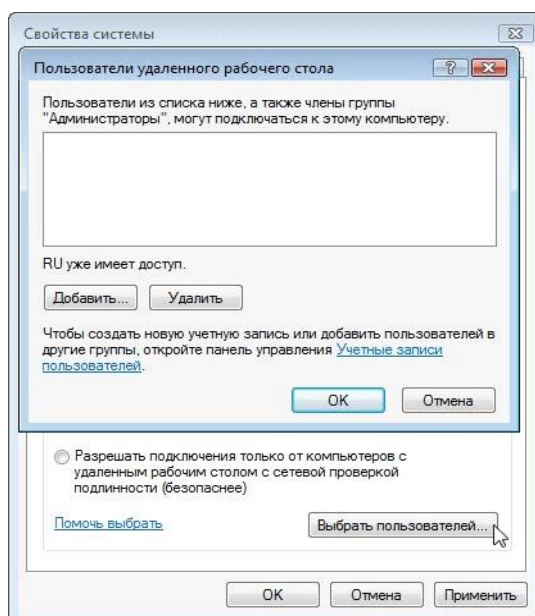 Свойства системы
Пользователи удаленного рабочего стола
Пользователи из списка ниже, а также члены группы
"Администраторы", могут подключаться к этому компьютеру.
RU уже имеет доступ.
Добавить... Удалить
Чтобы создать новую учетную запись или добавить пользователей в
другие группы, откройте панель управления Учетные записи
пользователей.
OK Отмена
Разрешать подключения только от компьютеров с
удаленным рабочим столом с сетевой проверкой
подлинности (безопаснее)
Помочь выбрать Выбрать пользователей...
OK Отмена Применить